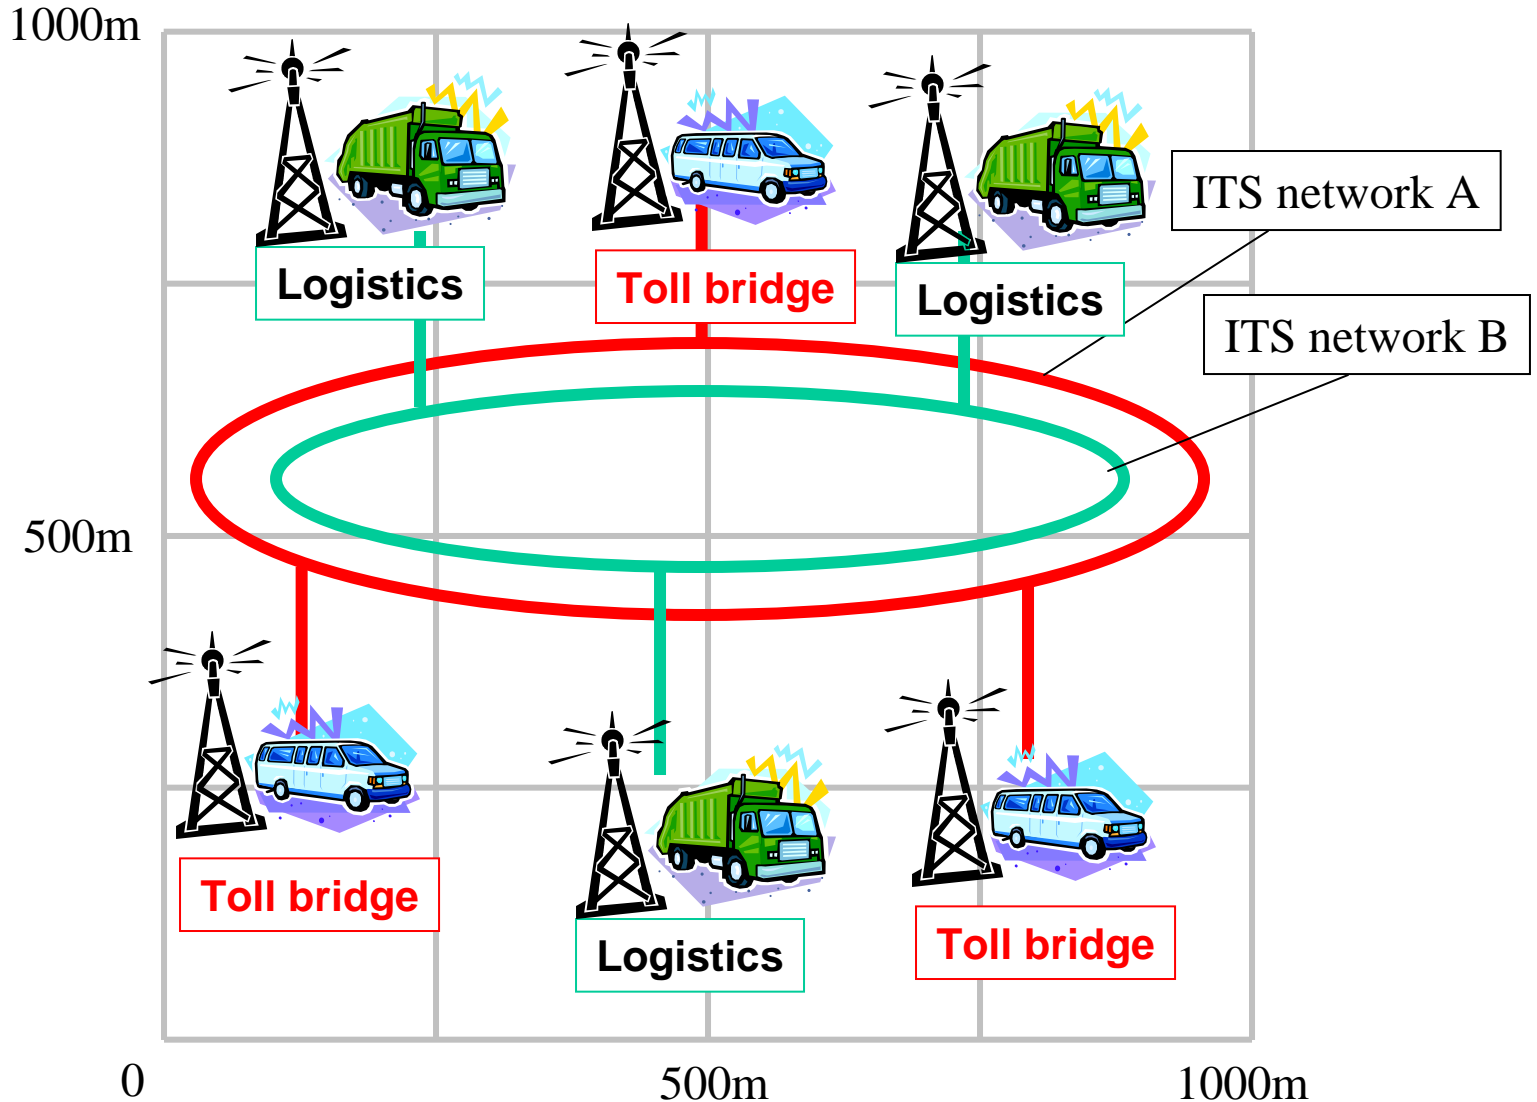 1000m
ITS network A
Logistics
Toll bridge
Logistics
ITS network B
500m
Toll bridge
Logistics
Toll bridge
0
500m
1000m